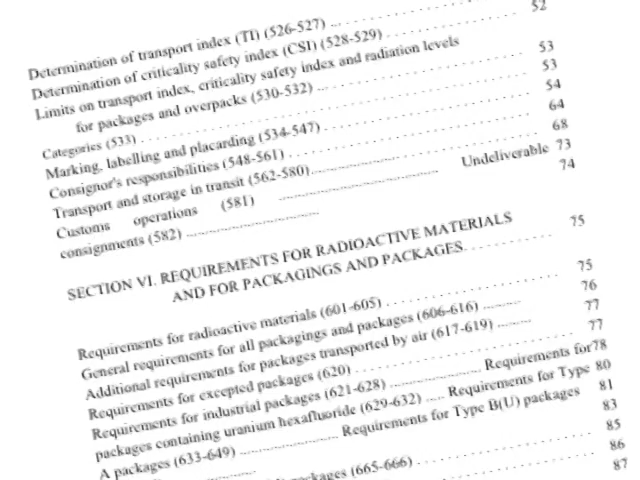 Determination of transport index (TI) (526-527) ...
52
Determination of criticality safety index (CSI) (528-529) . . . . . . . . . . . . . . .
Limits on transport index, criticality safety index and radiation levels
for packages and overpacks (530-532) ... . . . . . . . . . . . . . . . . . . . . 53
Categories (533) . . . . . . . . . . . . . . . . . . . . . . . . . . . . . . . . . . . . 53
Marking, labelling and placarding (534-547) . . . . . . . . . . . . . . . . . . . . 54
Consignor's responsibilities (548-561) . . . . . . . . . . . . . . . . . . . . . . . 64
Transport and storage in transit (562-580)........................ . . . . . . . . . . 68
Customs operations (581) ........................................ Undeliverable 73
consignments (582) .................................. 74
SECTION VI. REQUIREMENTS FOR RADIOACTIVE MATERIALS
AND FOR PACKAGINGS AND PACKAGES. . . . . . . . . . . 75
Requirements for radioactive materials (601-605) . . . . . . . . . . . . . . . . . 75
General requirements for all packagings and packages (606-616) .......... 76
Additional requirements for packages transported by air (617-619) ......... 77
Requirements for excepted packages (620) . . . . . . . . . . . . . . . . . . . . . 77
Requirements for industrial packages (621-628) ........................ Requirements for 78
packages containing uranium hexafluoride (629-632) ..... Requirements for Type 80
A packages (633-649) .......................... Requirements for Type B(U) packages 81
83
packages (665-666) . . . . . . . . . . . . . . . . . 85
86
87